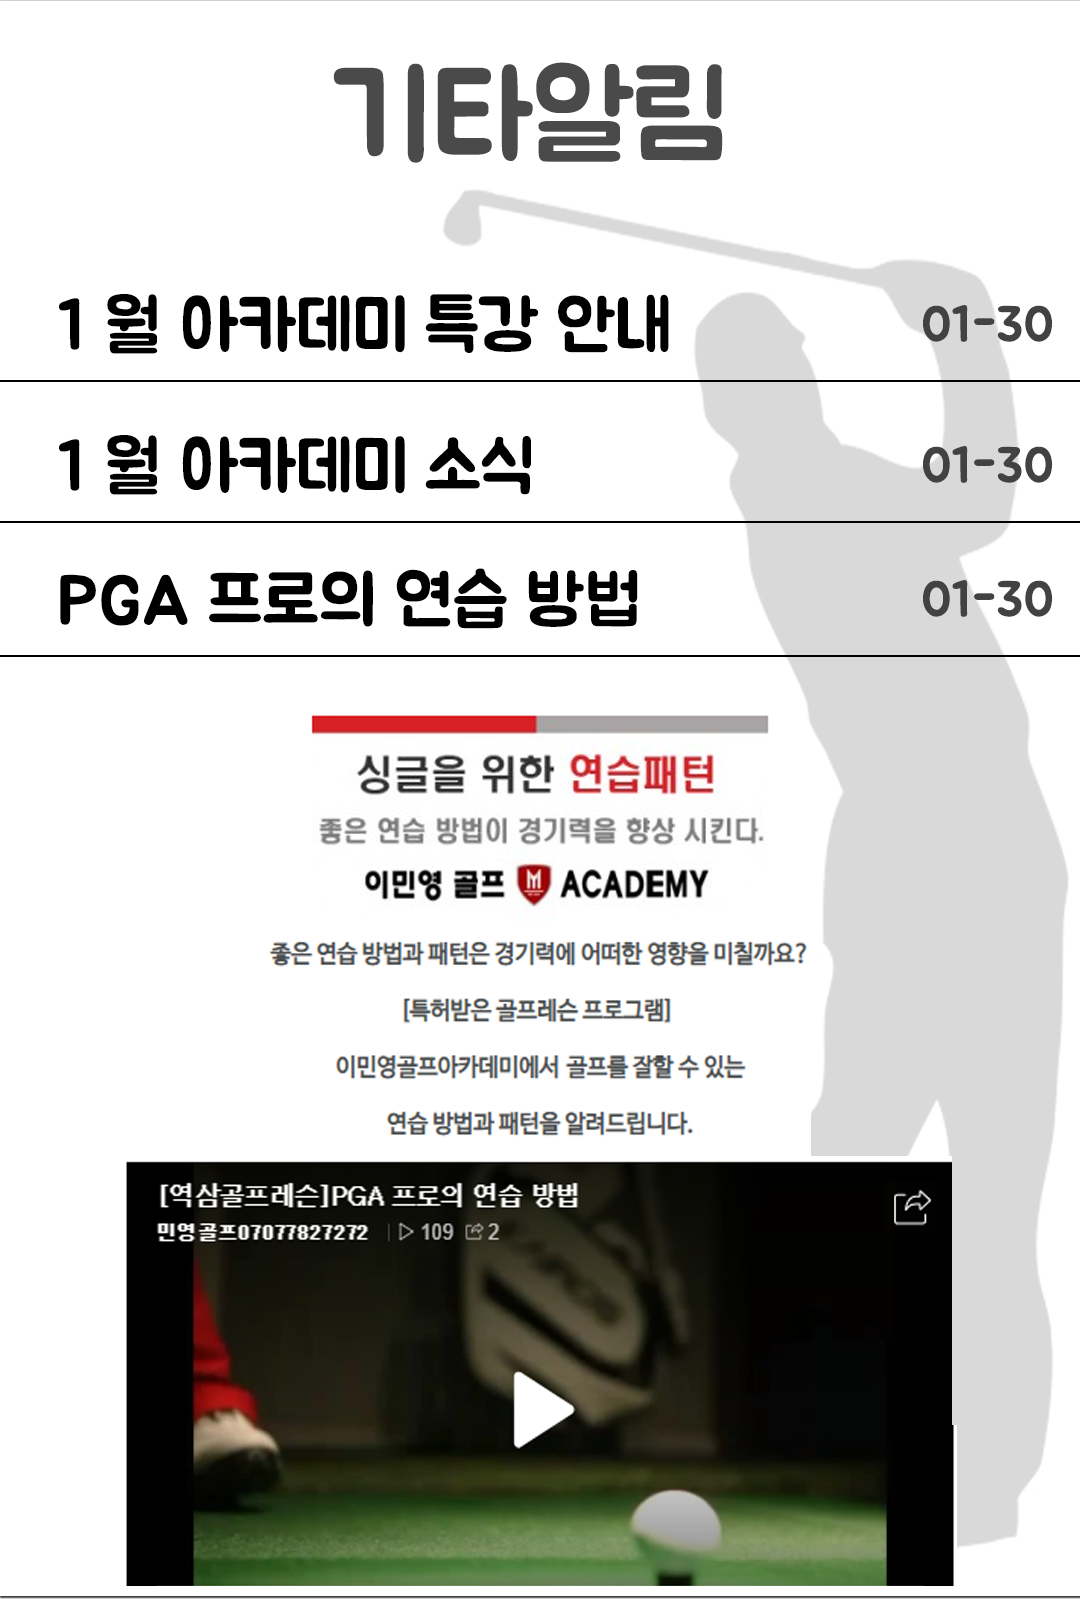 기타알림
1 월 아카데미 특강 안내 01-30
1 월 아카데미 소식 01-30
PGA 프로의 연습 방법 01-30
싱글을 위한 연습패턴
좋은 연습 방법이 경기력을 향상 시킨다.
이민영 골프 M ACADEMY
좋은 연습 방법과 패턴은 경기력에 어떠한 영향을 미칠까요?
[특허받은 골프레슨 프로그램]
이민영골프아카데미에서 골프를 잘할 수 있는
연습 방법과 패턴을 알려드립니다.
[역삼골프레슨]PGA 프로의 연습 방법
민영골프07077827272 109 2